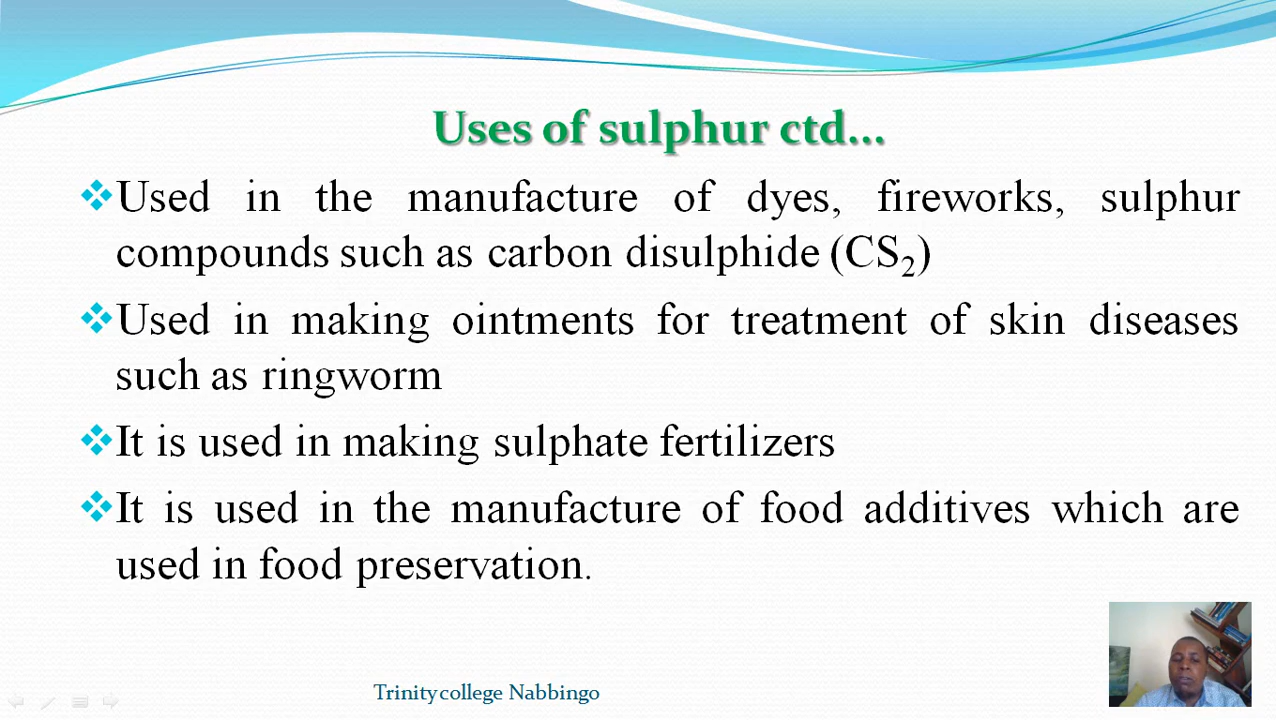 Uses of sulphur ctd...
❖Used in the manufacture of dyes, fireworks, sulphur
compounds such as carbon disulphide (CS₂)
❖Used in making ointments for treatment of skin diseases
such as ringworm
❖It is used in making sulphate fertilizers
❖It is used in the manufacture of food additives which are
used in food preservation.
Trinity college Nabbingo